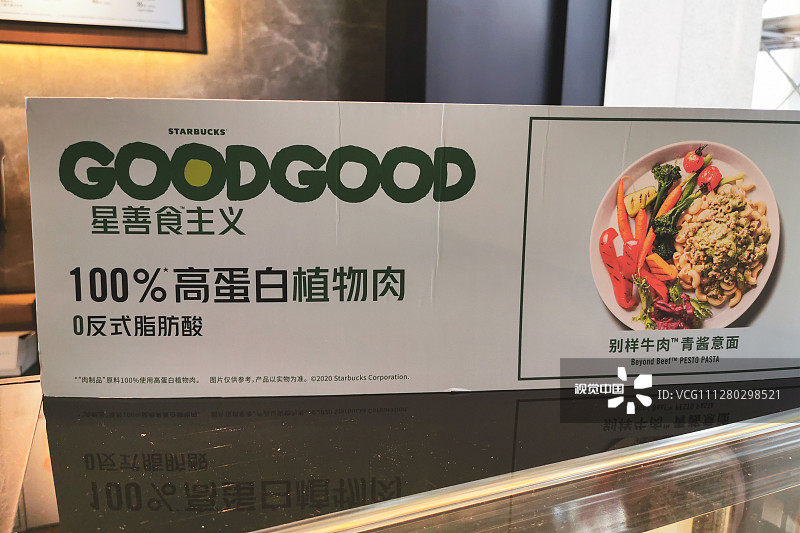 STARBUCKS
GOODGOOD
星善食™主义
100%*高蛋白植物肉
0反式脂肪酸
*“肉制品”原料100%使用高蛋白植物肉。 图片仅供参考,产品以实物为准。©2020 Starbucks Corporation.
别样牛肉™青酱意面
Beyond Beef™ PESTO PASTA
视觉中国
ID:VCG111280298521